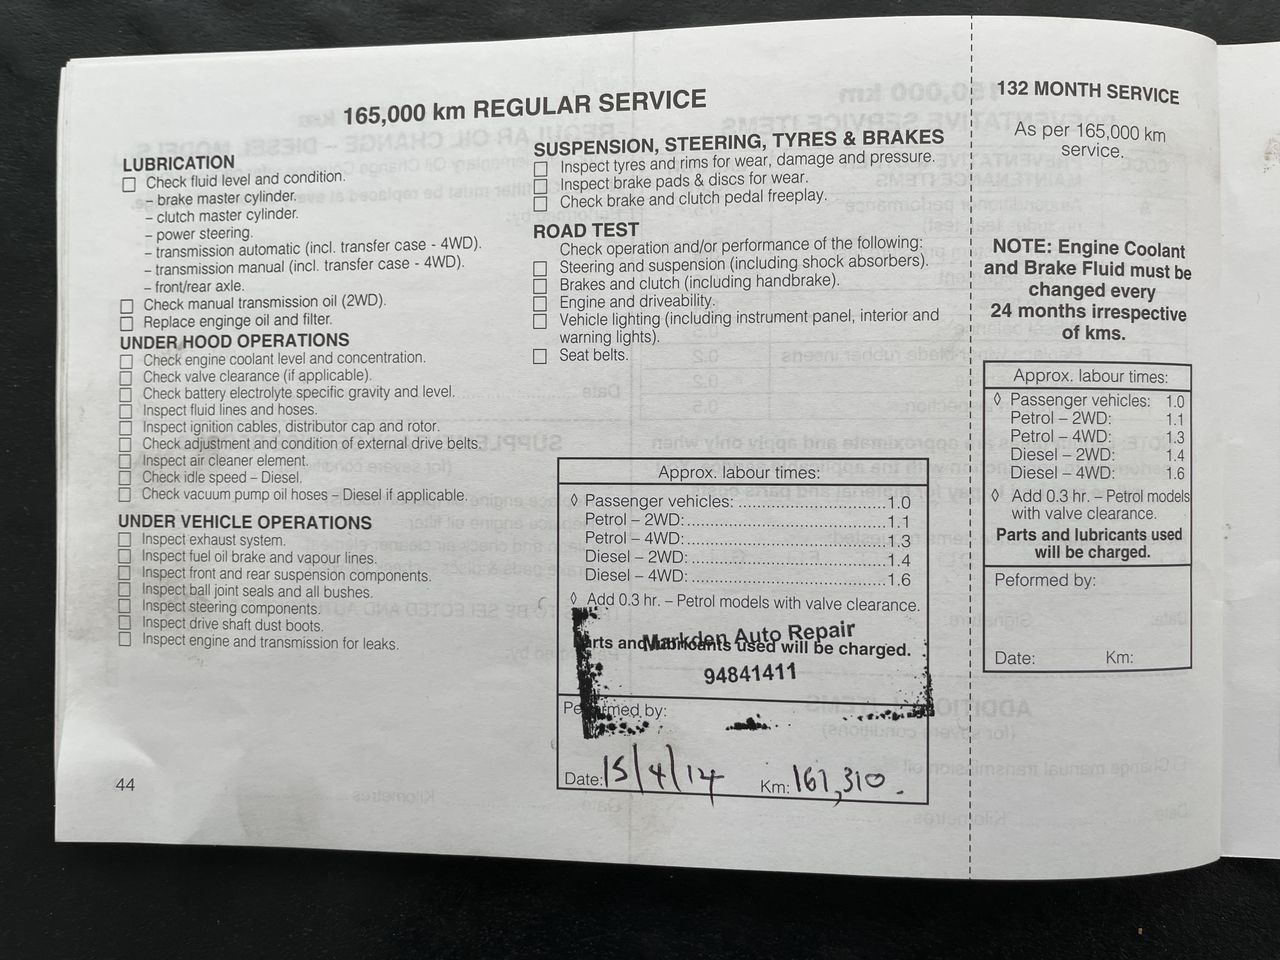 165,000 km REGULAR SERVICE
LUBRICATION
Check fluid level and condition.
– brake master cylinder.
– clutch master cylinder.
– power steering.
– transmission automatic (incl. transfer case - 4WD).
– transmission manual (incl. transfer case - 4WD).
– front/rear axle.
Check manual transmission oil (2WD).
Replace enginge oil and filter.
UNDER HOOD OPERATIONS
Check engine coolant level and concentration.
Check valve clearance (if applicable).
Check battery electrolyte specific gravity and level.
Inspect fluid lines and hoses.
Inspect ignition cables, distributor cap and rotor.
Check adjustment and condition of external drive belts.
Inspect air cleaner element.
Check idle speed – Diesel.
Check vacuum pump oil hoses – Diesel if applicable.
UNDER VEHICLE OPERATIONS
Inspect exhaust system.
Inspect fuel oil brake and vapour lines.
Inspect front and rear suspension components.
Inspect ball joint seals and all bushes.
Inspect steering components.
Inspect drive shaft dust boots.
Inspect engine and transmission for leaks.
44
SUSPENSION, STEERING, TYRES & BRAKES
Inspect tyres and rims for wear, damage and pressure.
Inspect brake pads & discs for wear.
Check brake and clutch pedal freeplay.
ROAD TEST
Check operation and/or performance of the following:
Steering and suspension (including shock absorbers).
Brakes and clutch (including handbrake).
Engine and driveability.
Vehicle lighting (including instrument panel, interior and
warning lights).
Seat belts.
Approx. labour times:
◊ Passenger vehicles: ................................1.0
Petrol – 2WD:...........................................1.1
Petrol – 4WD:...........................................1.3
Diesel – 2WD:..........................................1.4
Diesel – 4WD:..........................................1.6
◊ Add 0.3 hr. – Petrol models with valve clearance.
Markden Auto Repair
Parts and lubricants used will be charged.
94841411
Performed by:
Date: 15/4/14 Km: 161,310.
132 MONTH SERVICE
As per 165,000 km
service.
NOTE: Engine Coolant
and Brake Fluid must be
changed every
24 months irrespective
of kms.
Approx. labour times:
◊ Passenger vehicles: 1.0
Petrol – 2WD: 1.1
Petrol – 4WD: 1.3
Diesel – 2WD: 1.4
Diesel – 4WD: 1.6
◊ Add 0.3 hr. – Petrol models
with valve clearance.
Parts and lubricants used
will be charged.
Peformed by:
Date: Km: